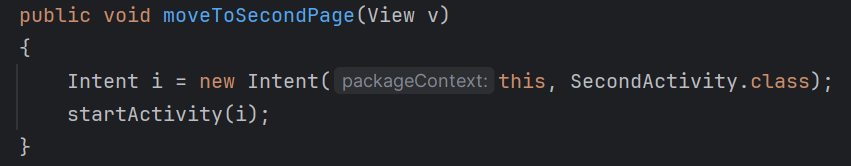 public void moveToSecondPage(View v)
{
Intent i = new Intent( packageContext: this, SecondActivity.class);
startActivity(i);
}